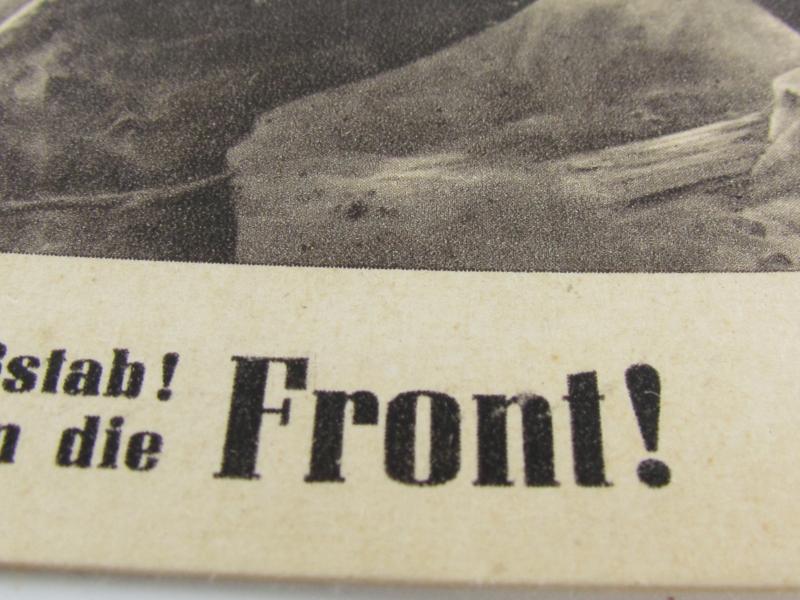 ßstab!
n die Front!